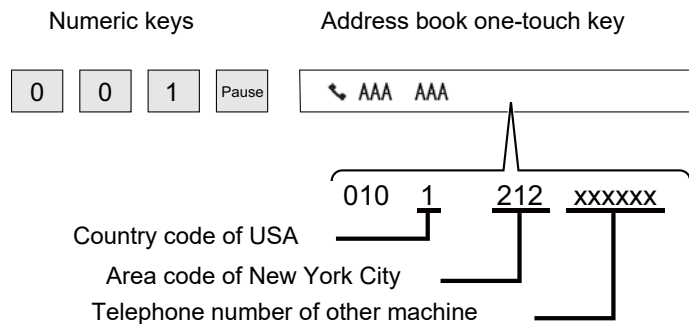 Numeric keys Address book one-touch key
0 0 1 Pause AAA AAA
010 1 212 xxxxxx
Country code of USA
Area code of New York City
Telephone number of other machine